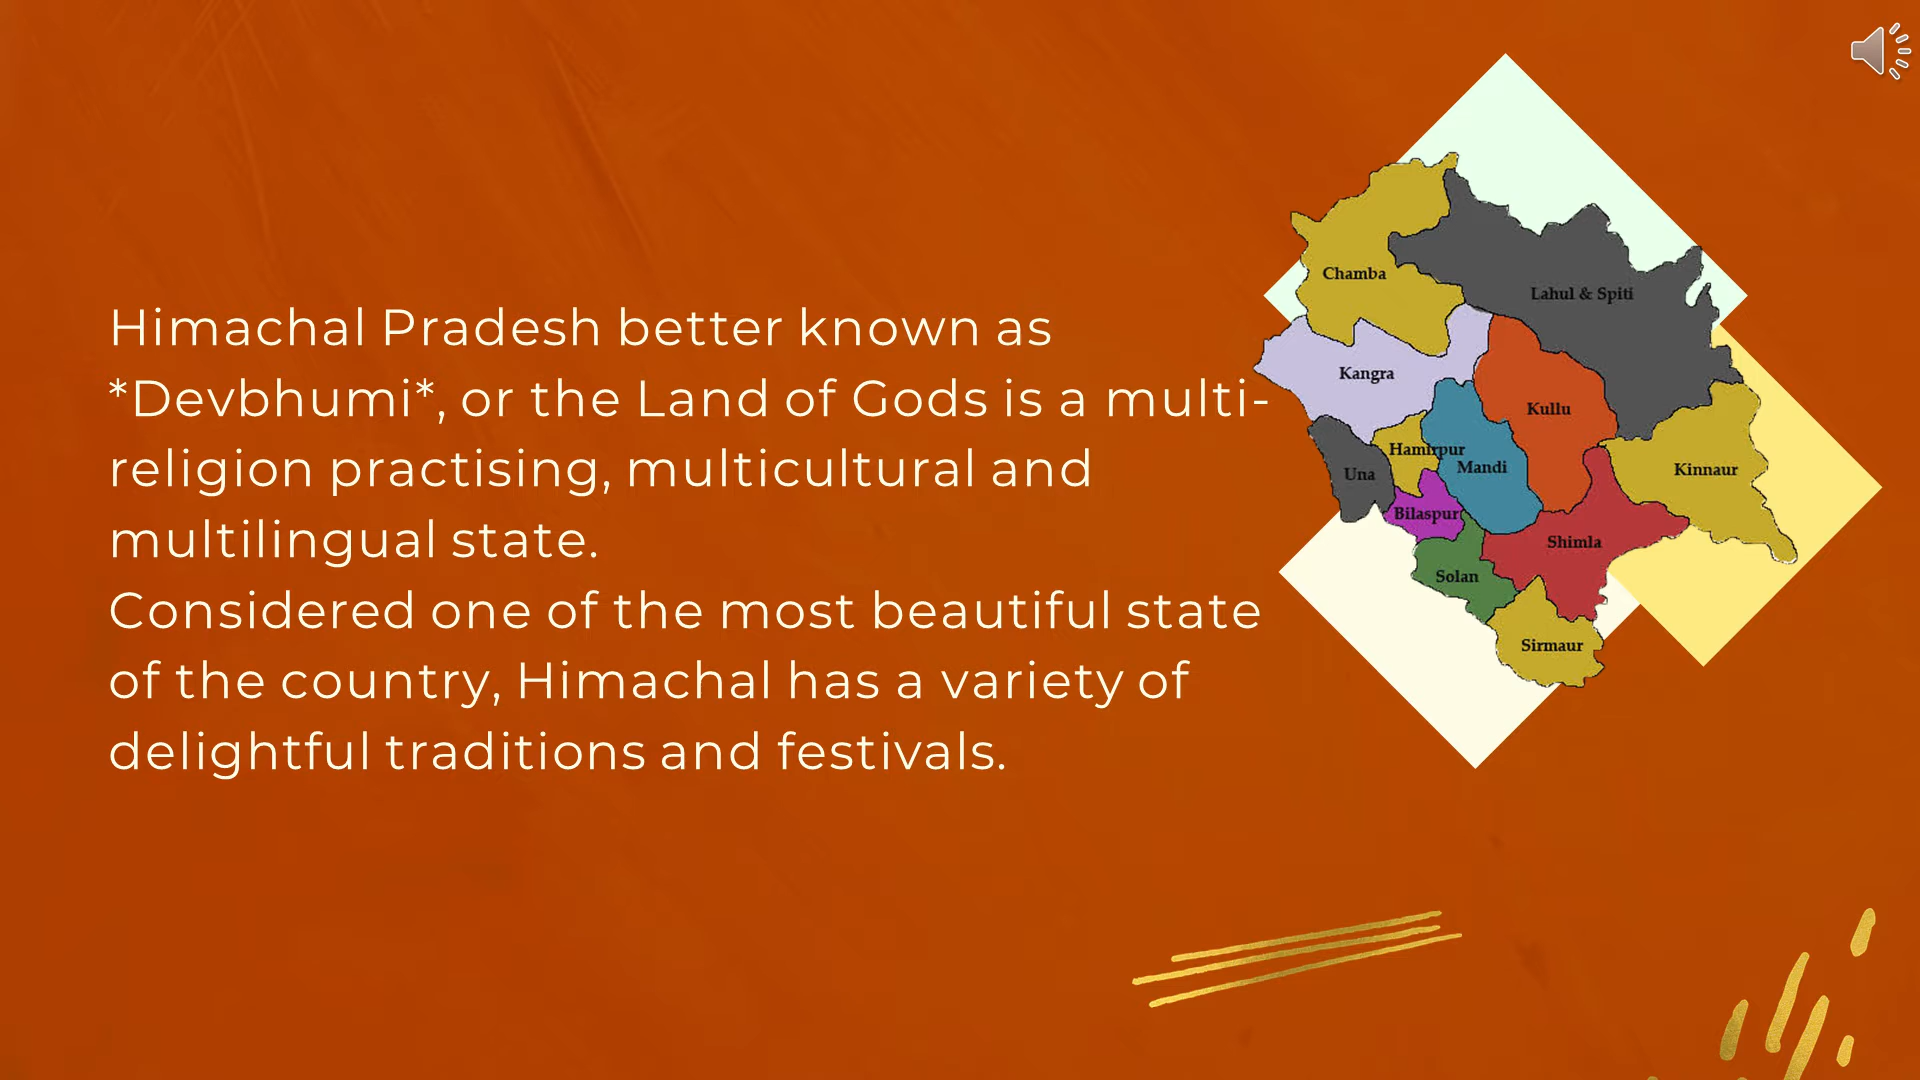 Himachal Pradesh better known as
*Devbhumi*, or the Land of Gods is a multi-
religion practising, multicultural and
multilingual state.
Considered one of the most beautiful state
of the country, Himachal has a variety of
delightful traditions and festivals.
Chamba
Lahul & Spiti
Kangra
Kullu
Hamirpur
Mandi
Una
Kinnaur
Bilaspur
Shimla
Solan
Sirmaur